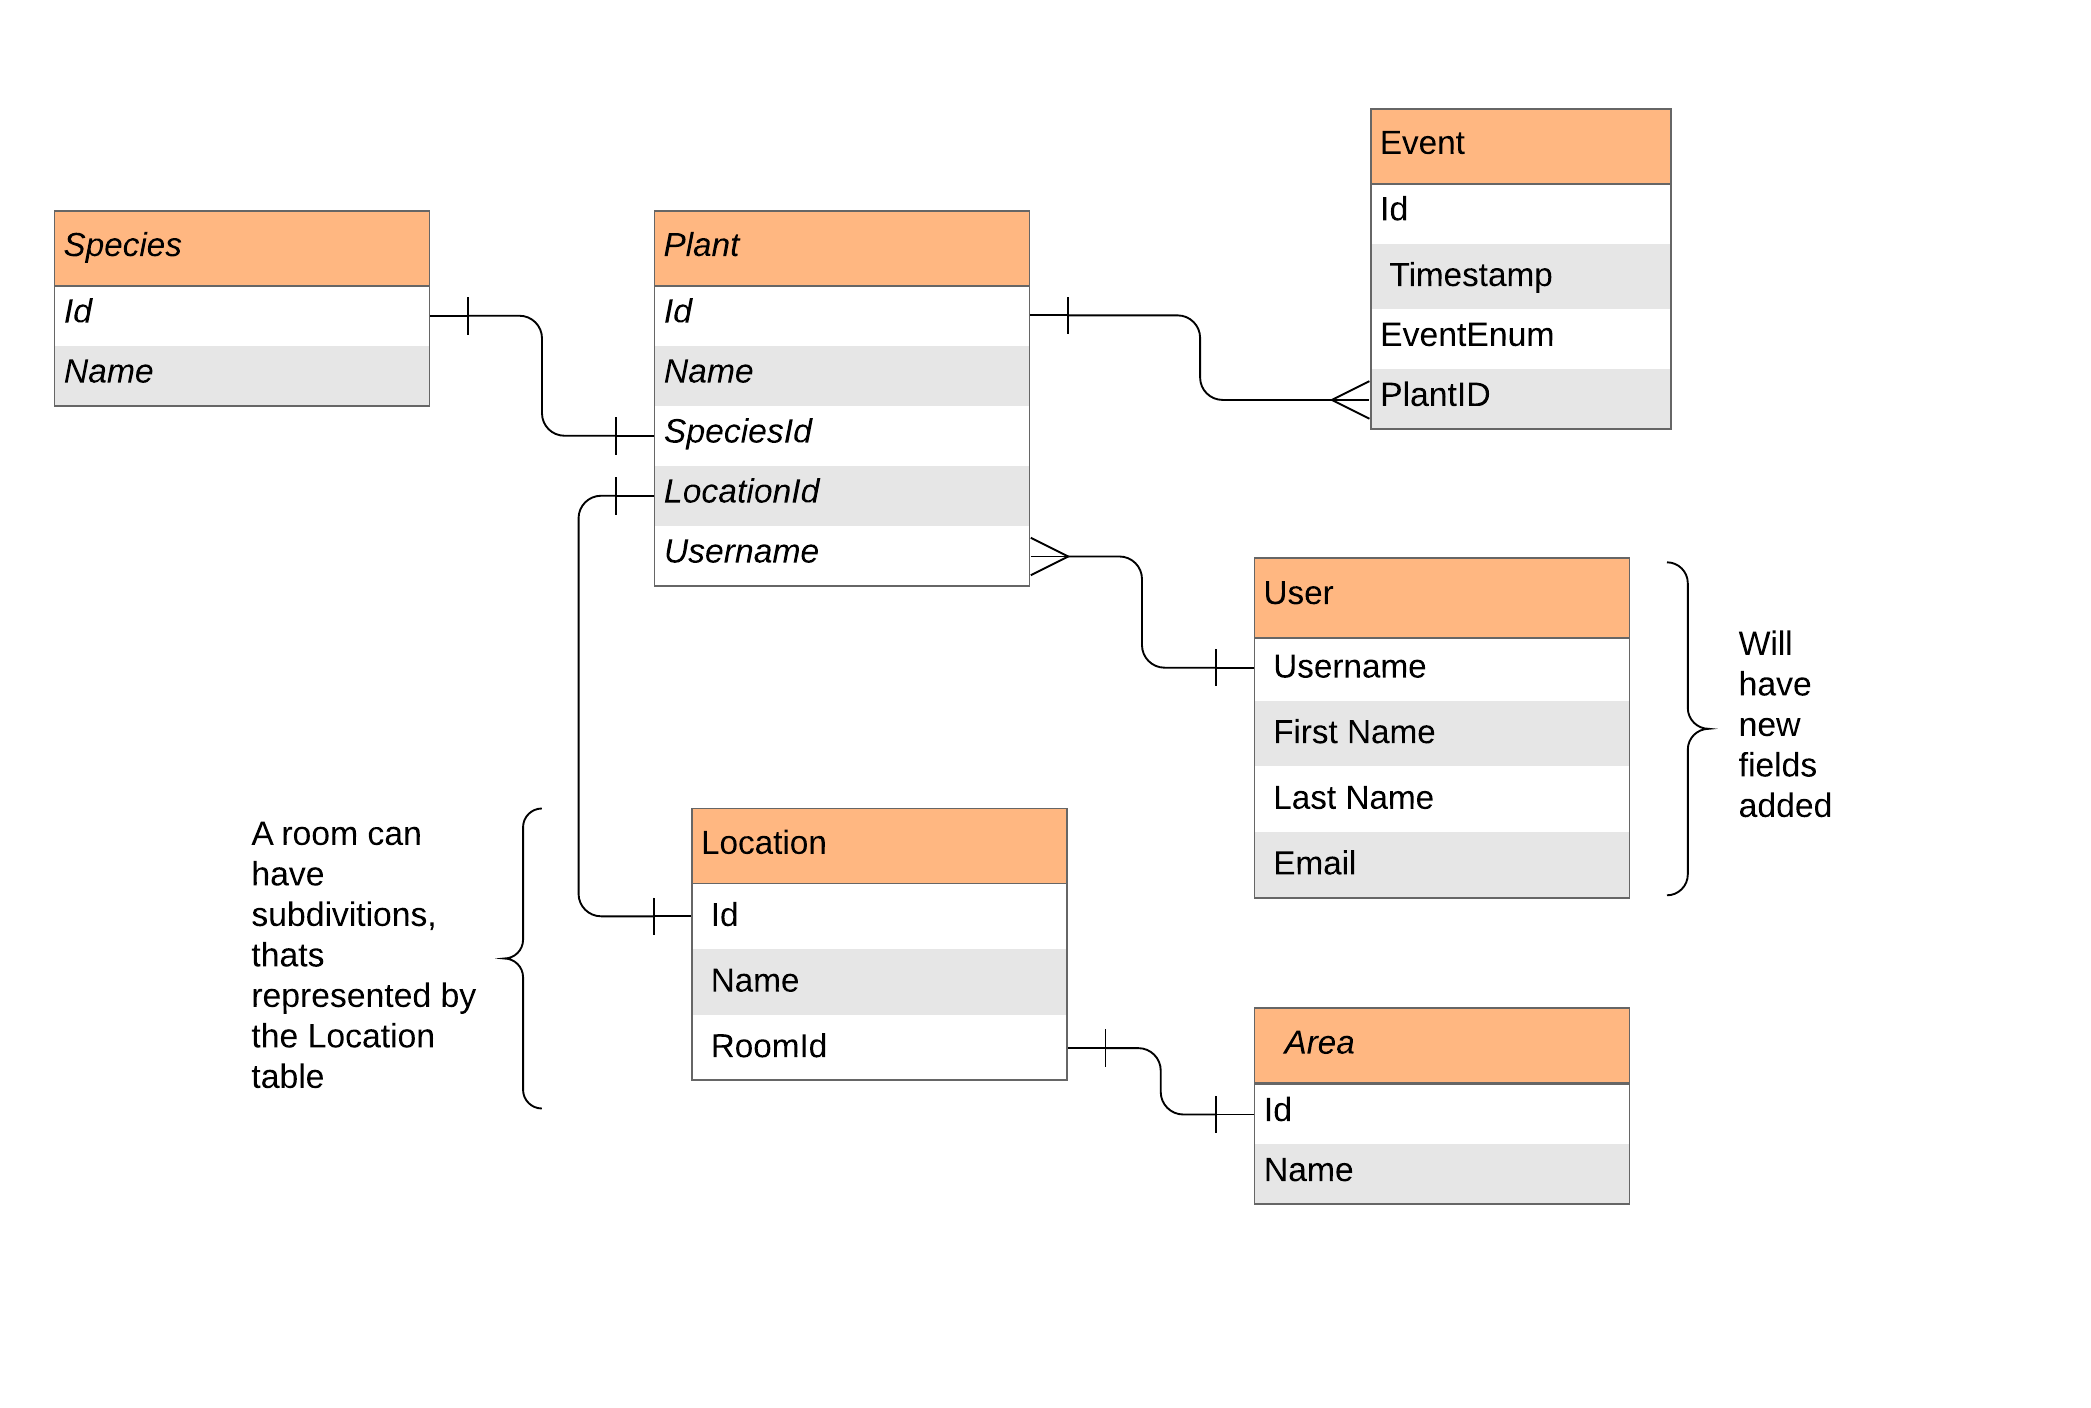 Species
Id
Name
Plant
Id
Name
SpeciesId
LocationId
Username
Event
Id
Timestamp
EventEnum
PlantID
User
Username
First Name
Last Name
Email
Will
have
new
fields
added
A room can
have
subdivitions,
thats
represented by
the Location
table
Location
Id
Name
RoomId
Area
Id
Name